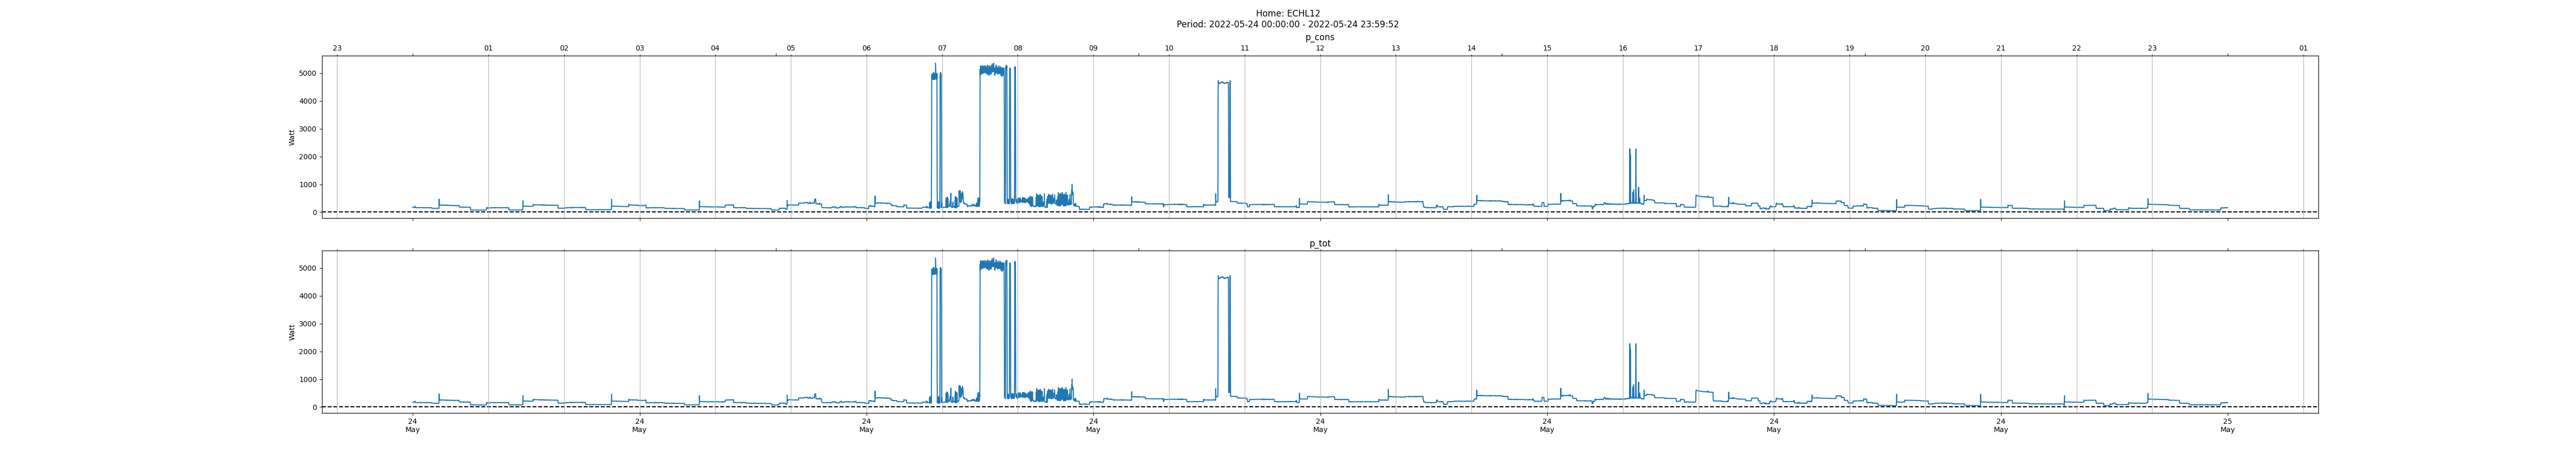 Home: ECHL12
Period: 2022-05-24 00:00:00 - 2022-05-24 23:59:52
p_cons
23 01 02 03 04 05 06 07 08 09 10 11 12 13 14 15 16 17 18 19 20 21 22 23 01
5000
4000
3000
2000
1000
0
Watt
p_tot
5000
4000
3000
2000
1000
0
Watt
24 24 24 24 24 24 24 24 25
May May May May May May May May May